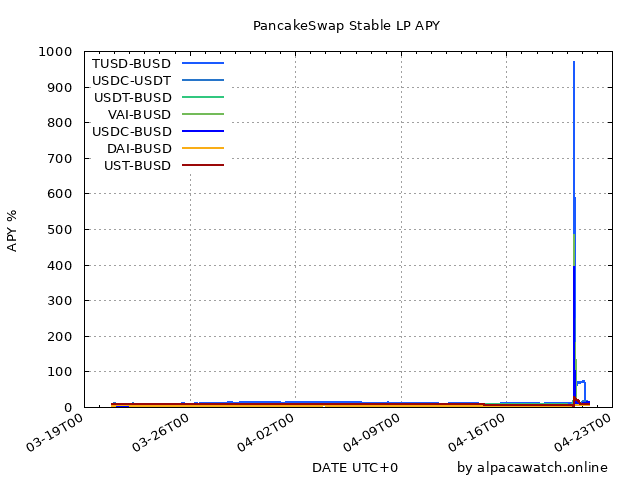 PancakeSwap Stable LP APY
1000
900
800
700
600
500
400
300
200
100
0
APY %
TUSD-BUSD
USDC-USDT
USDT-BUSD
VAI-BUSD
USDC-BUSD
DAI-BUSD
UST-BUSD
03-19T00
03-26T00
04-02T00
04-09T00
04-16T00
04-23T00
DATE UTC+0
by alpacawatch.online